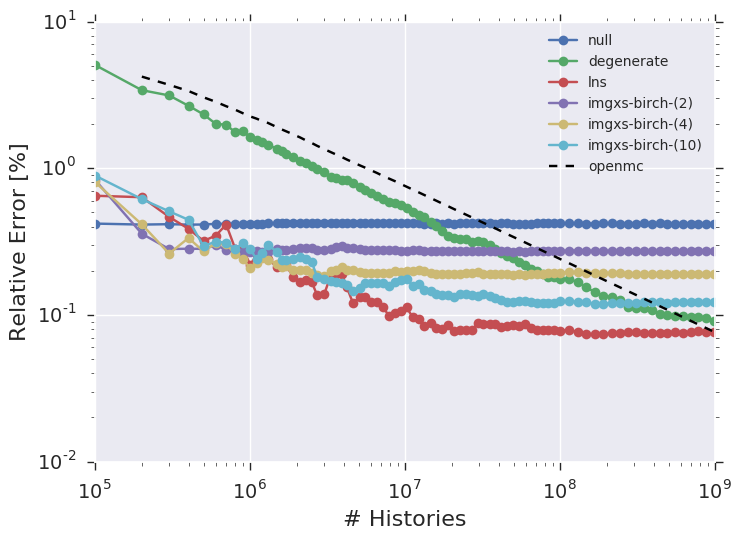 10^1
10^0
10^-1
10^-2
Relative Error [%]
null
degenerate
lns
imgxs-birch-(2)
imgxs-birch-(4)
imgxs-birch-(10)
openmc
10^5 10^6 10^7 10^8 10^9
# Histories